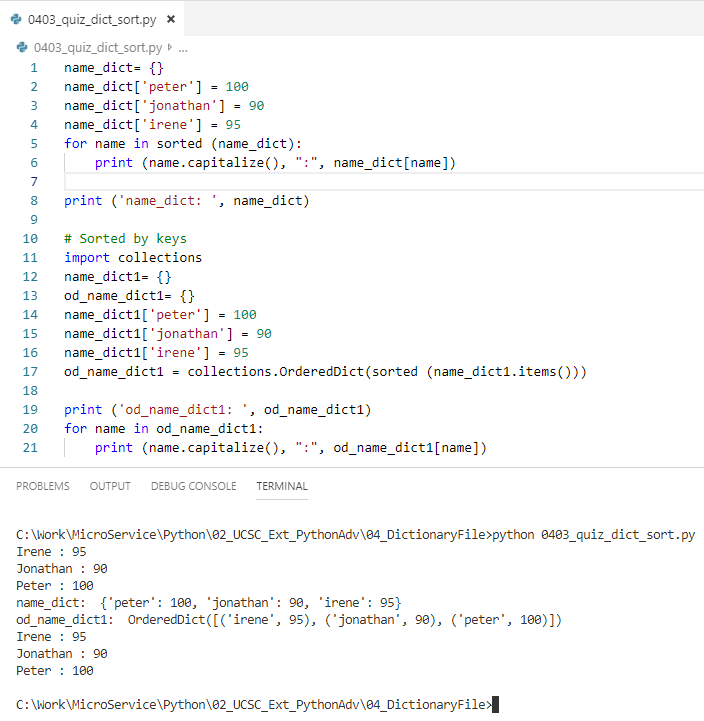 0403_quiz_dict_sort.py ×
0403_quiz_dict_sort.py ▸ ...
1 name_dict= {}
2 name_dict['peter'] = 100
3 name_dict['jonathan'] = 90
4 name_dict['irene'] = 95
5 for name in sorted (name_dict):
6     print (name.capitalize(), ":", name_dict[name])
7
8 print ('name_dict: ', name_dict)
9
10 # Sorted by keys
11 import collections
12 name_dict1= {}
13 od_name_dict1= {}
14 name_dict1['peter'] = 100
15 name_dict1['jonathan'] = 90
16 name_dict1['irene'] = 95
17 od_name_dict1 = collections.OrderedDict(sorted (name_dict1.items()))
18
19 print ('od_name_dict1: ', od_name_dict1)
20 for name in od_name_dict1:
21     print (name.capitalize(), ":", od_name_dict1[name])
PROBLEMS OUTPUT DEBUG CONSOLE TERMINAL
C:\Work\MicroService\Python\02_UCSC_Ext_PythonAdv\04_DictionaryFile>python 0403_quiz_dict_sort.py
Irene : 95
Jonathan : 90
Peter : 100
name_dict:  {'peter': 100, 'jonathan': 90, 'irene': 95}
od_name_dict1:  OrderedDict([('irene', 95), ('jonathan', 90), ('peter', 100)])
Irene : 95
Jonathan : 90
Peter : 100
C:\Work\MicroService\Python\02_UCSC_Ext_PythonAdv\04_DictionaryFile>